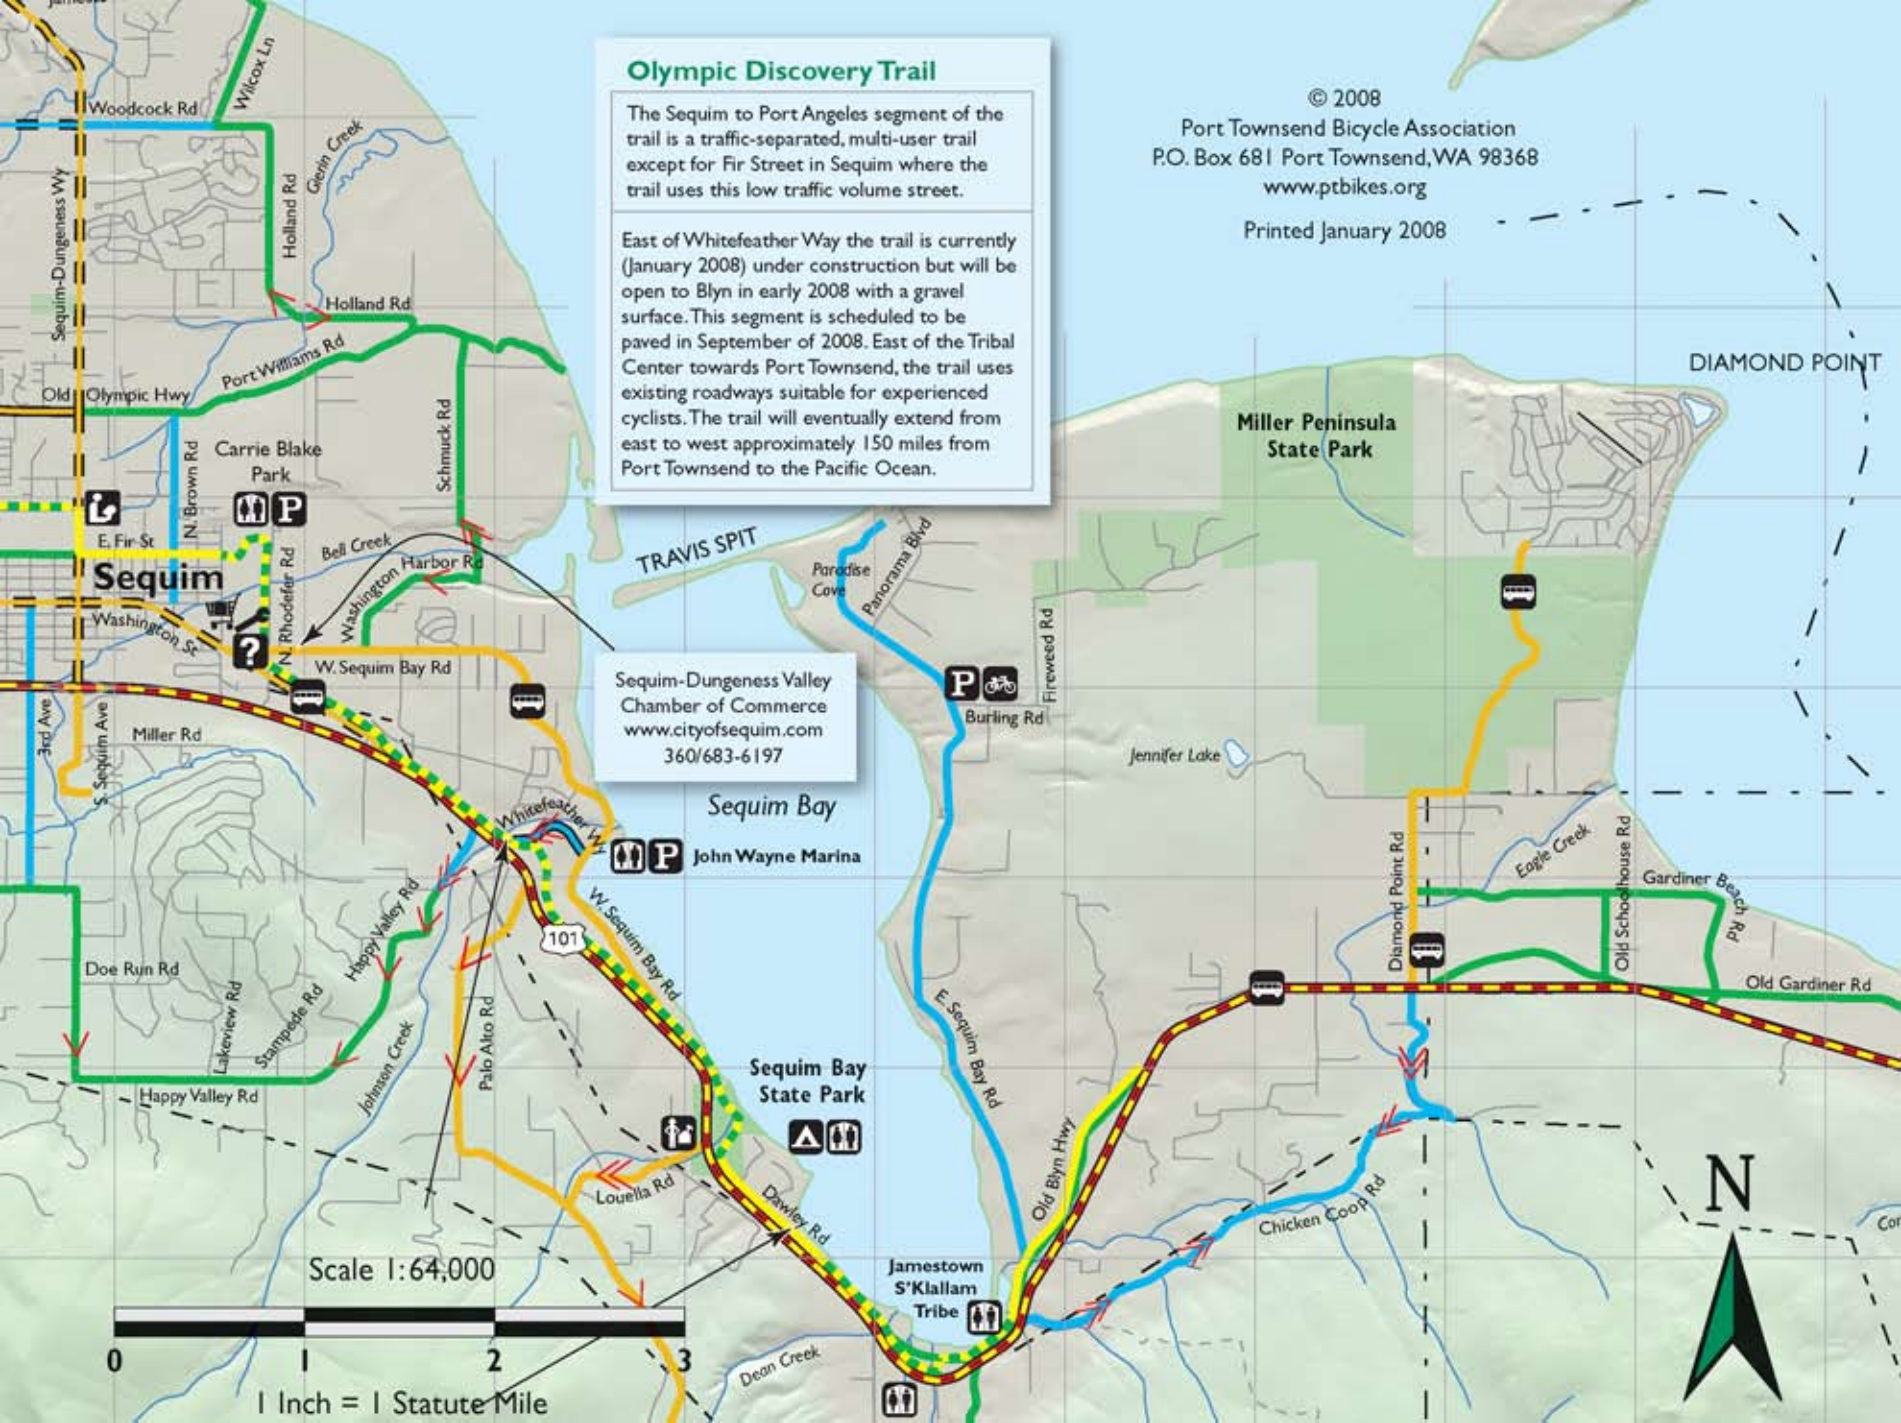 Olympic Discovery Trail
The Sequim to Port Angeles segment of the
trail is a traffic-separated, multi-user trail
except for Fir Street in Sequim where the
trail uses this low traffic volume street.
East of Whitefeather Way the trail is currently
(January 2008) under construction but will be
open to Blyn in early 2008 with a gravel
surface. This segment is scheduled to be
paved in September of 2008. East of the Tribal
Center towards Port Townsend, the trail uses
existing roadways suitable for experienced
cyclists. The trail will eventually extend from
east to west approximately 150 miles from
Port Townsend to the Pacific Ocean.
© 2008
Port Townsend Bicycle Association
P.O. Box 681 Port Townsend, WA 98368
www.ptbikes.org
Printed January 2008
Wilcox Ln
Woodcock Rd
Gierin Creek
Sequim-Dungeness Wy
Holland Rd
Holland Rd
Port Williams Rd
Old Olympic Hwy
DIAMOND POINT
Miller Peninsula
State Park
Schmuck Rd
N. Brown Rd
Carrie Blake
Park
P
E. Fir St
Bell Creek
Sequim
Washington Harbor Rd
N. Rhodefer Rd
TRAVIS SPIT
Paradise
Cove
Panorama Blvd
Fireweed Rd
Washington St
?
W. Sequim Bay Rd
P
Burling Rd
Sequim-Dungeness Valley
Chamber of Commerce
www.cityofsequim.com
360/683-6197
3rd Ave
S. Sequim Ave
Miller Rd
Jennifer Lake
Sequim Bay
Whitefeather Wy
P
John Wayne Marina
Eagle Creek
Diamond Point Rd
Old Schoolhouse Rd
Gardiner Beach Rd
Happy Valley Rd
W. Sequim Bay Rd
101
Doe Run Rd
Old Gardiner Rd
Lakeview Rd
Stampede Rd
Johnson Creek
Palo Alto Rd
E. Sequim Bay Rd
Happy Valley Rd
Sequim Bay
State Park
Old Blyn Hwy
Louella Rd
Dawley Rd
Chicken Coop Rd
N
Scale 1:64,000
Jamestown
S'Klallam
Tribe
0 1 2 3
Dean Creek
1 Inch = 1 Statute Mile